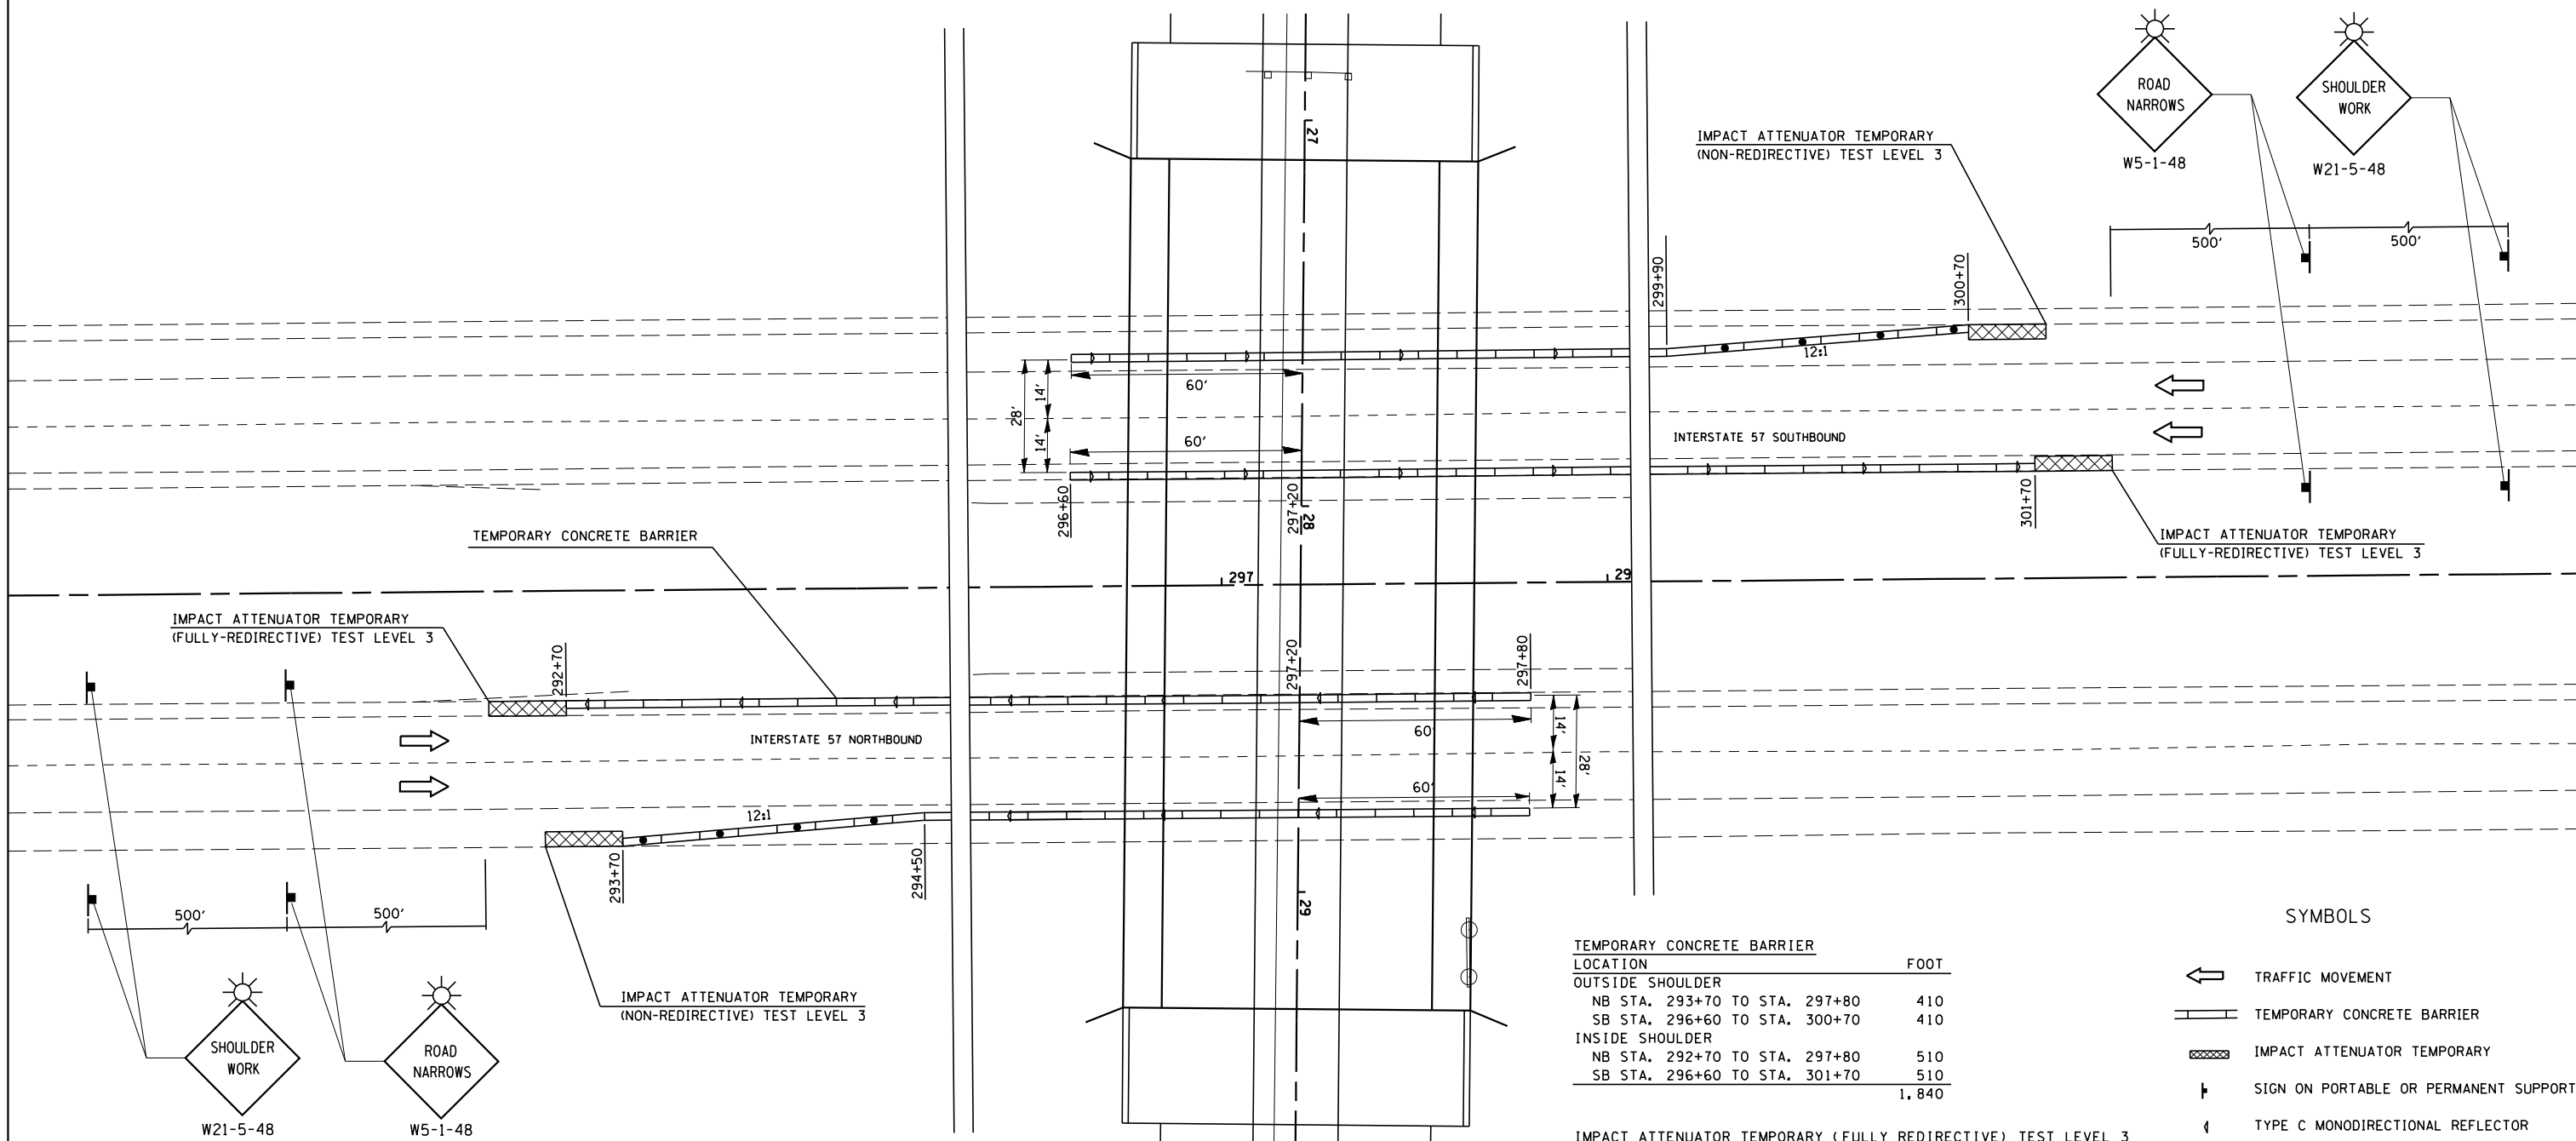 ROAD
NARROWS
W5-1-48
SHOULDER
WORK
W21-5-48
IMPACT ATTENUATOR TEMPORARY
(NON-REDIRECTIVE) TEST LEVEL 3
500'
500'
27
299+90
300+70
12:1
60'
14'
28'
14'
60'
INTERSTATE 57 SOUTHBOUND
296+60
297+20
28
301+70
IMPACT ATTENUATOR TEMPORARY
(FULLY-REDIRECTIVE) TEST LEVEL 3
TEMPORARY CONCRETE BARRIER
297
29
IMPACT ATTENUATOR TEMPORARY
(FULLY-REDIRECTIVE) TEST LEVEL 3
292+70
297+20
297+80
INTERSTATE 57 NORTHBOUND
60'
14'
28'
14'
60'
12:1
293+70
294+50
29
500'
500'
IMPACT ATTENUATOR TEMPORARY
(NON-REDIRECTIVE) TEST LEVEL 3
SHOULDER
WORK
W21-5-48
ROAD
NARROWS
W5-1-48
TEMPORARY CONCRETE BARRIER
LOCATION FOOT
OUTSIDE SHOULDER
NB STA. 293+70 TO STA. 297+80 410
SB STA. 296+60 TO STA. 300+70 410
INSIDE SHOULDER
NB STA. 292+70 TO STA. 297+80 510
SB STA. 296+60 TO STA. 301+70 510
1,840
IMPACT ATTENUATOR TEMPORARY (FULLY REDIRECTIVE) TEST LEVEL 3
SYMBOLS
TRAFFIC MOVEMENT
TEMPORARY CONCRETE BARRIER
IMPACT ATTENUATOR TEMPORARY
SIGN ON PORTABLE OR PERMANENT SUPPORT
TYPE C MONODIRECTIONAL REFLECTOR